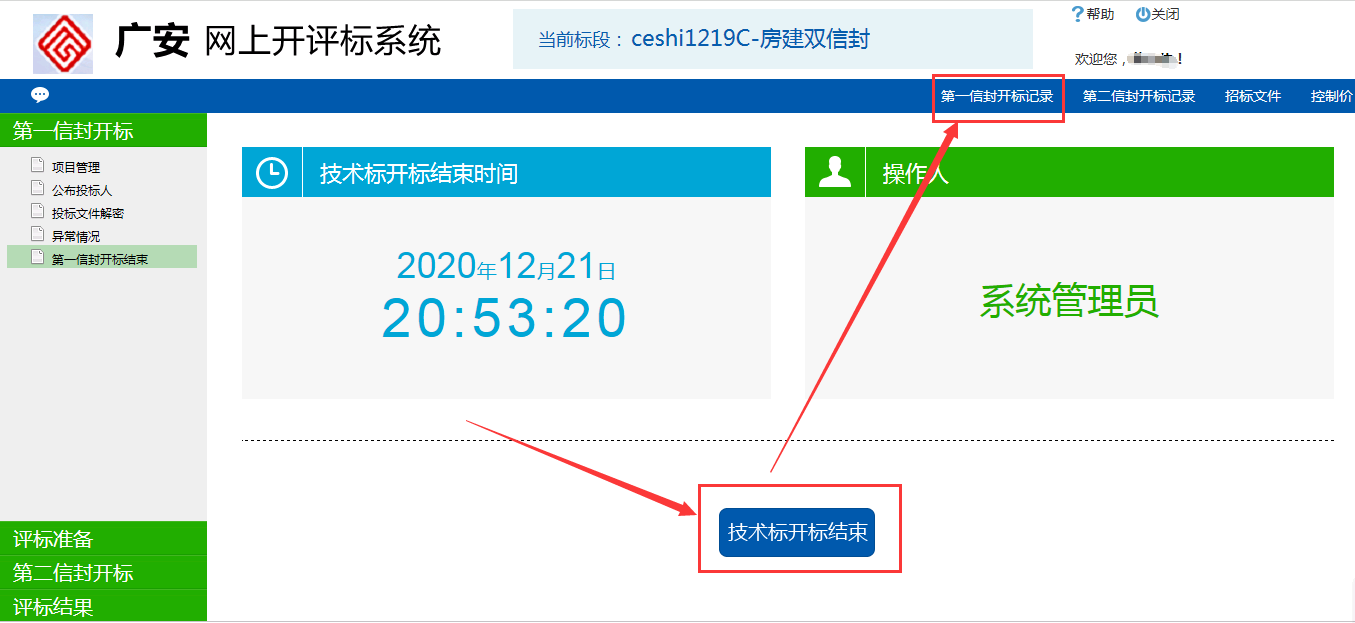 广安 网上开评标系统
当前标段： ceshi1219C-房建双信封
帮助 关闭
欢迎您， !
第一信封开标记录 第二信封开标记录 招标文件 控制价
第一信封开标
项目管理
公布投标人
投标文件解密
异常情况
第一信封开标结束
技术标开标结束时间
2020年12月21日
20:53:20
操作人
系统管理员
技术标开标结束
评标准备
第二信封开标
评标结果